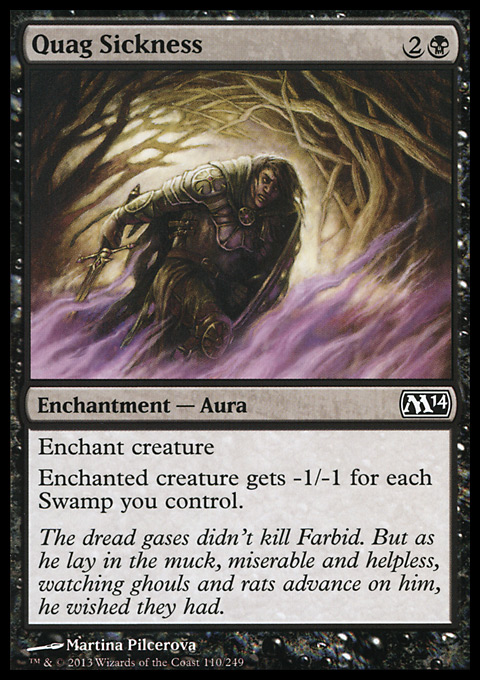 Quag Sickness 2
Enchantment — Aura M14
Enchant creature
Enchanted creature gets -1/-1 for each
Swamp you control.
The dread gases didn't kill Farbid. But as
he lay in the muck, miserable and helpless,
watching ghouls and rats advance on him,
he wished they had.
Martina Pilcerova
™ & © 2013 Wizards of the Coast 110/249